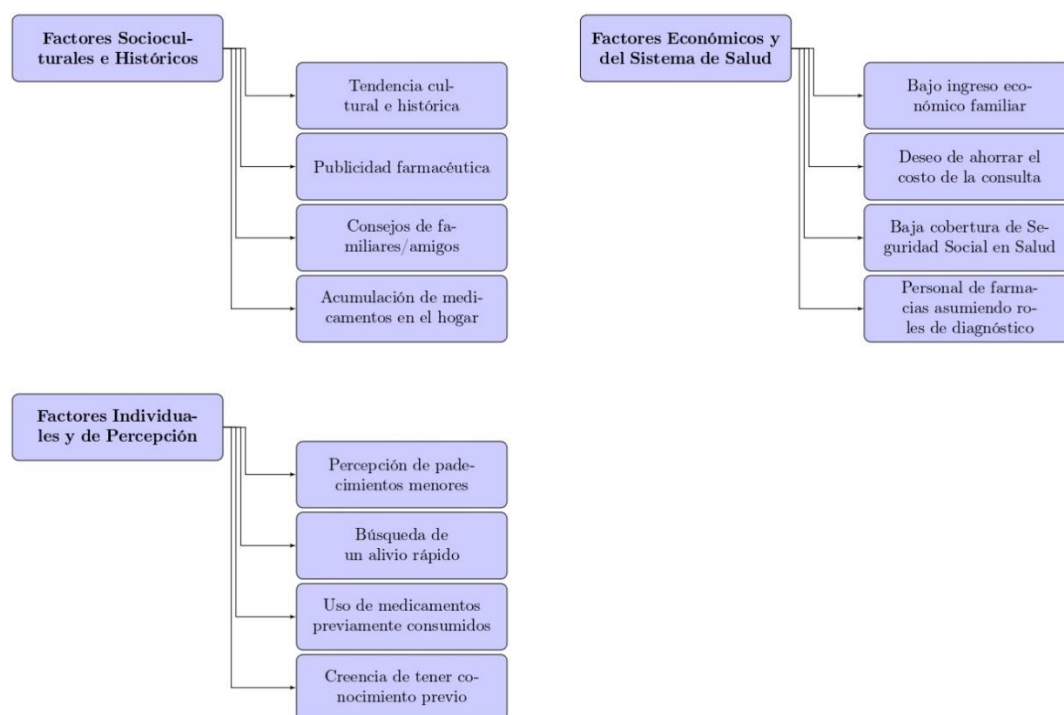 Factores Sociocul-
turales e Históricos
Tendencia cul-
tural e histórica
Publicidad farmacéutica
Consejos de fa-
miliares/amigos
Acumulación de medi-
camentos en el hogar
Factores Económicos y
del Sistema de Salud
Bajo ingreso eco-
nómico familiar
Deseo de ahorrar el
costo de la consulta
Baja cobertura de Se-
guridad Social en Salud
Personal de farma-
cias asumiendo ro-
les de diagnóstico
Factores Individua-
les y de Percepción
Percepción de pade-
cimientos menores
Búsqueda de
un alivio rápido
Uso de medicamentos
previamente consumidos
Creencia de tener co-
nocimiento previo